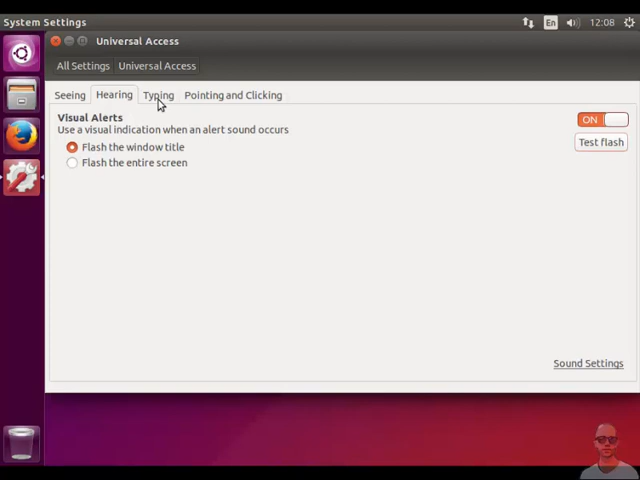 System Settings
En
12:08
Universal Access
All Settings
Universal Access
Seeing
Hearing
Typing
Pointing and Clicking
Visual Alerts
ON
Use a visual indication when an alert sound occurs
Test flash
Flash the window title
Flash the entire screen
Sound Settings